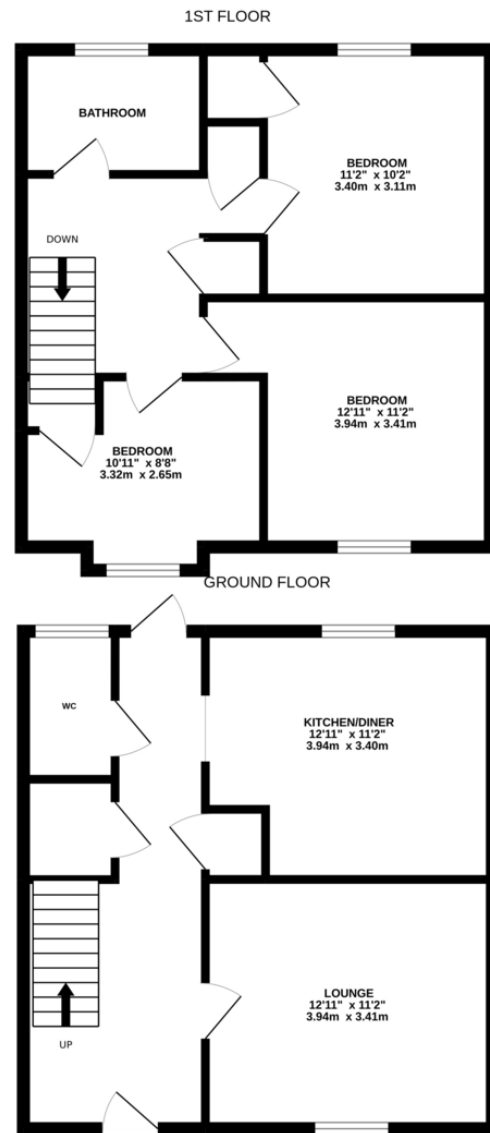 1ST FLOOR
BATHROOM
BEDROOM
11'2" x 10'2"
3.40m x 3.11m
DOWN
BEDROOM
12'11" x 11'2"
3.94m x 3.41m
BEDROOM
10'11" x 8'8"
3.32m x 2.65m
GROUND FLOOR
WC
KITCHEN/DINER
12'11" x 11'2"
3.94m x 3.40m
LOUNGE
12'11" x 11'2"
3.94m x 3.41m
UP